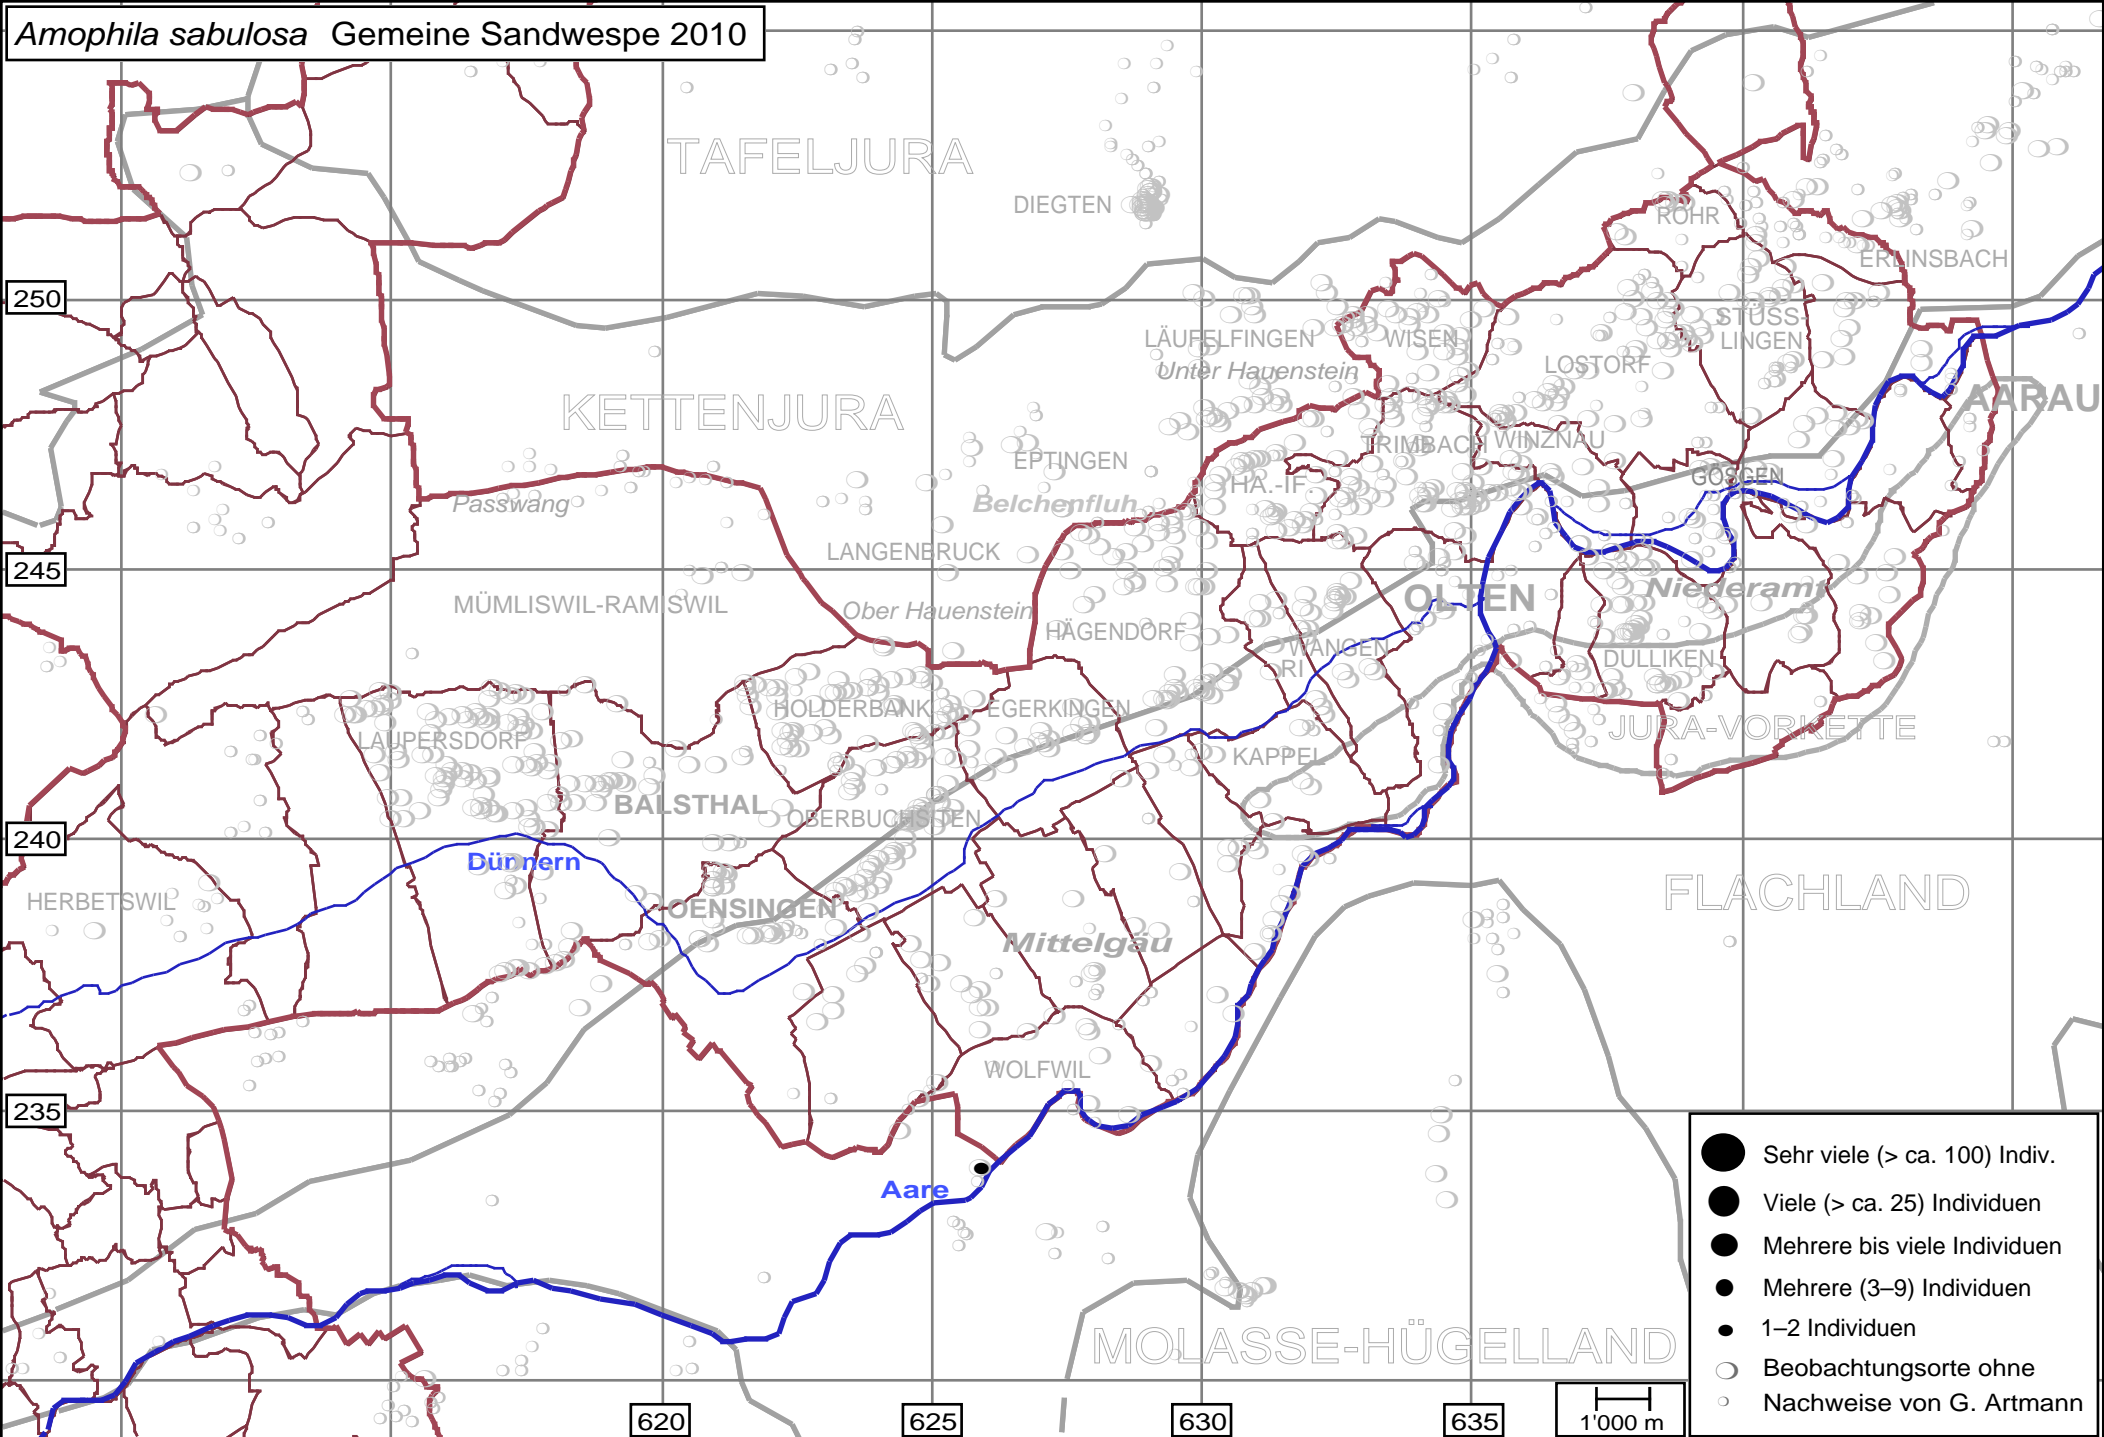 Amophila sabulosa Gemeine Sandwespe 2010
TAFELJURA
DIEGTEN
ROHR
ERLINSBACH
250
STÜSS-
LINGEN
LÄUFELFINGEN
WISEN
Unter Hauenstein
LOSTORF
KETTENJURA
AARAU
TRIMBACH
WINZNAU
EPTINGEN
GÖSGEN
HA.-IF.
Passwang
Belchenfluh
LANGENBRUCK
245
MÜMLISWIL-RAMISWIL
Ober Hauenstein
OLTEN
Niederamt
HÄGENDORF
WANGEN
RI
DULLIKEN
HOLDERBANK
EGERKINGEN
LAUPERSDORF
JURA-VORKETTE
KAPPEL
BALSTHAL
OBERBUCHSITEN
240
Dünnern
HERBETSWIL
OENSINGEN
FLACHLAND
Mittelgäu
WOLFWIL
235
Aare
MOLASSE-HÜGELLAND
620
625
630
635
1'000 m
Sehr viele (> ca. 100) Indiv.
Viele (> ca. 25) Individuen
Mehrere bis viele Individuen
Mehrere (3–9) Individuen
1–2 Individuen
Beobachtungsorte ohne
Nachweise von G. Artmann